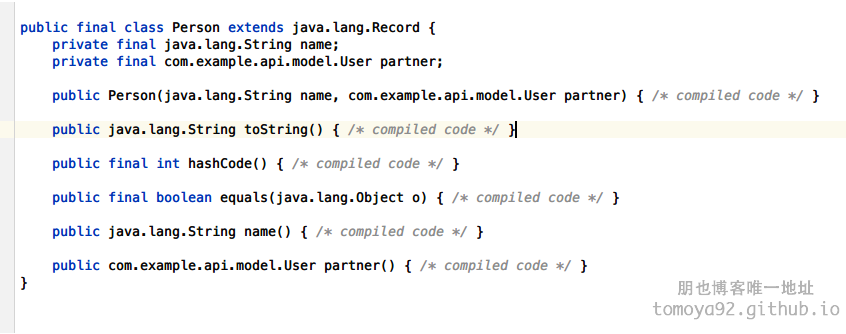 public final class Person extends java.lang.Record {
    private final java.lang.String name;
    private final com.example.api.model.User partner;
    public Person(java.lang.String name, com.example.api.model.User partner) { /* compiled code */ }
    public java.lang.String toString() { /* compiled code */ }
    public final int hashCode() { /* compiled code */ }
    public final boolean equals(java.lang.Object o) { /* compiled code */ }
    public java.lang.String name() { /* compiled code */ }
    public com.example.api.model.User partner() { /* compiled code */ }
}
朋也博客唯一地址
tomoya92.github.io